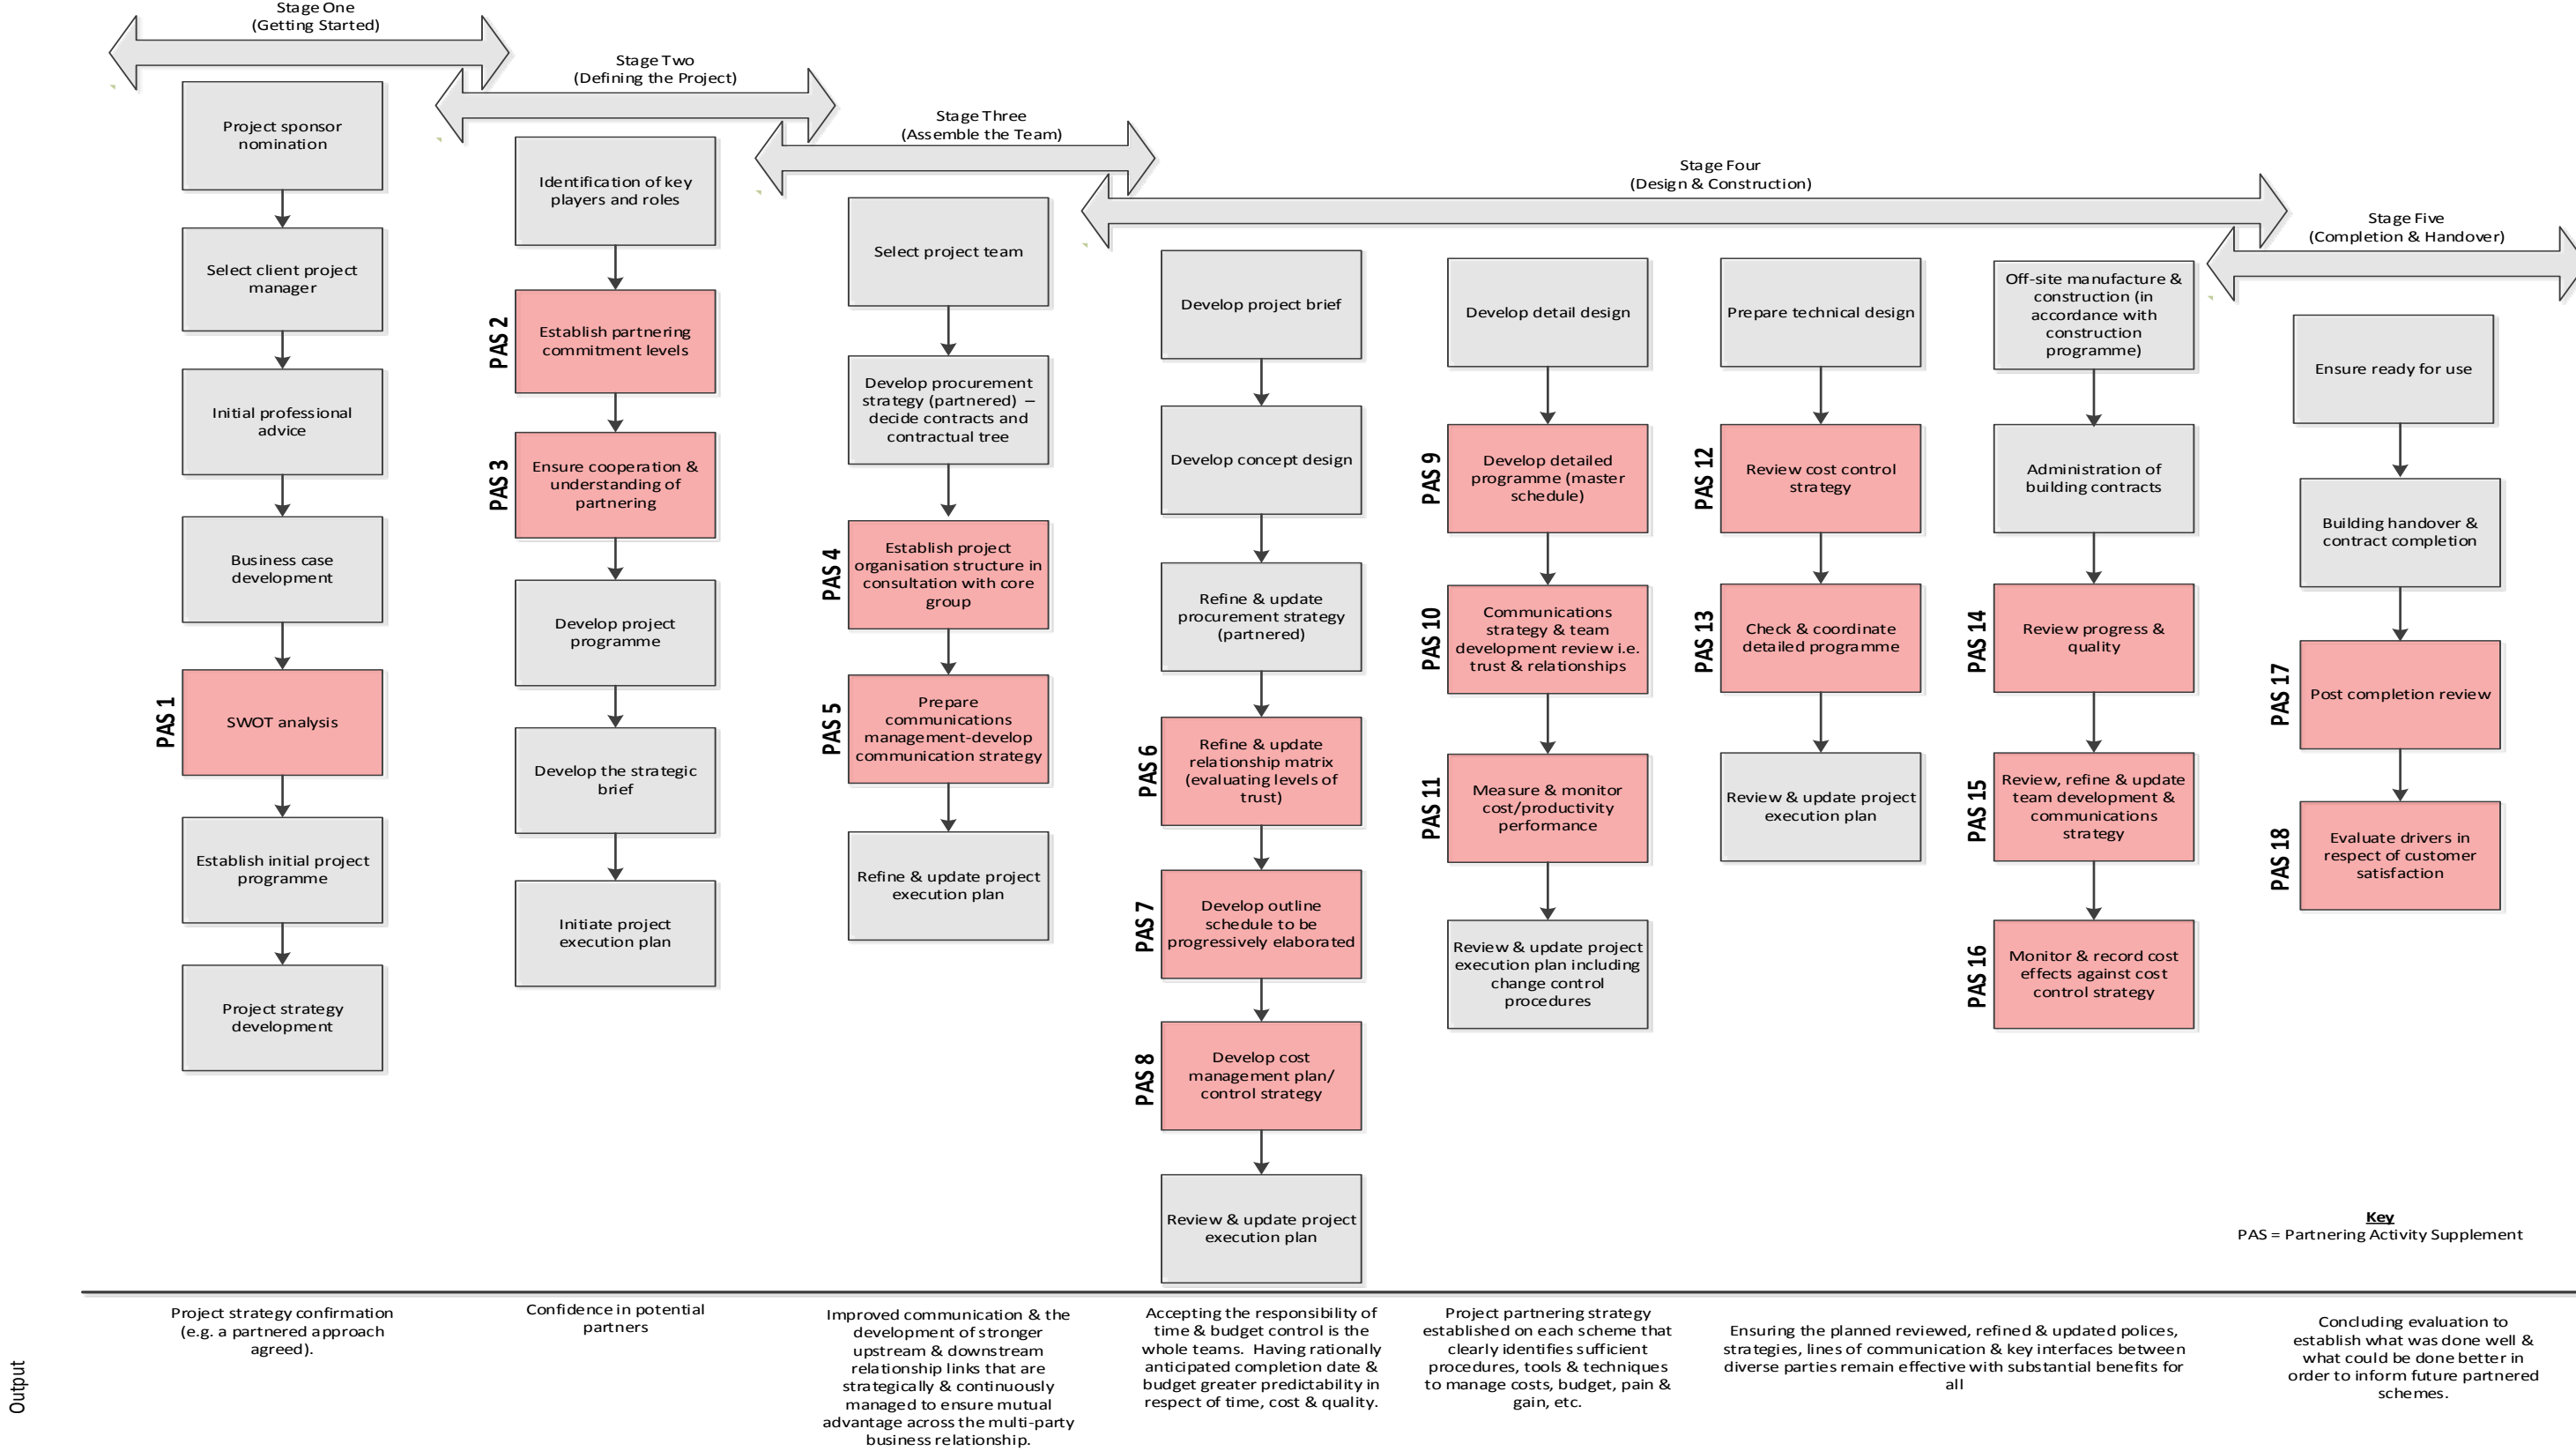 Stage One
(Getting Started)
Project sponsor
nomination
Select client project
manager
Initial professional
advice
Business case
development
PAS 1
SWOT analysis
Establish initial project
programme
Project strategy
development
Stage Two
(Defining the Project)
Identification of key
players and roles
PAS 2
Establish partnering
commitment levels
PAS 3
Ensure cooperation &
understanding of
partnering
Develop project
programme
Develop the strategic
brief
Initiate project
execution plan
Stage Three
(Assemble the Team)
Select project team
Develop procurement
strategy (partnered) –
decide contracts and
contractual tree
PAS 4
Establish project
organisation structure in
consultation with core
group
PAS 5
Prepare
communications
management-develop
communication strategy
Refine & update project
execution plan
Stage Four
(Design & Construction)
Develop project brief
Develop concept design
Refine & update
procurement strategy
(partnered)
PAS 6
Refine & update
relationship matrix
(evaluating levels of
trust)
PAS 7
Develop outline
schedule to be
progressively elaborated
PAS 8
Develop cost
management plan/
control strategy
Review & update project
execution plan
Develop detail design
PAS 9
Develop detailed
programme (master
schedule)
PAS 10
Communications
strategy & team
development review i.e.
trust & relationships
PAS 11
Measure & monitor
cost/productivity
performance
Review & update project
execution plan including
change control
procedures
Prepare technical design
PAS 12
Review cost control
strategy
PAS 13
Check & coordinate
detailed programme
Review & update project
execution plan
Off-site manufacture &
construction (in
accordance with
construction
programme)
Administration of
building contracts
PAS 14
Review progress &
quality
PAS 15
Review, refine & update
team development &
communications
strategy
PAS 16
Monitor & record cost
effects against cost
control strategy
Stage Five
(Completion & Handover)
Ensure ready for use
Building handover &
contract completion
PAS 17
Post completion review
PAS 18
Evaluate drivers in
respect of customer
satisfaction
Key
PAS = Partnering Activity Supplement
Output
Project strategy confirmation
(e.g. a partnered approach
agreed).
Confidence in potential
partners
Improved communication & the
development of stronger
upstream & downstream
relationship links that are
strategically & continuously
managed to ensure mutual
advantage across the multi-party
business relationship.
Accepting the responsibility of
time & budget control is the
whole teams.  Having rationally
anticipated completion date &
budget greater predictability in
respect of time, cost & quality.
Project partnering strategy
established on each scheme that
clearly identifies sufficient
procedures, tools & techniques
to manage costs, budget, pain &
gain, etc.
Ensuring the planned reviewed, refined & updated polices,
strategies, lines of communication & key interfaces between
diverse parties remain effective with substantial benefits for
all
Concluding evaluation to
establish what was done well &
what could be done better in
order to inform future partnered
schemes.